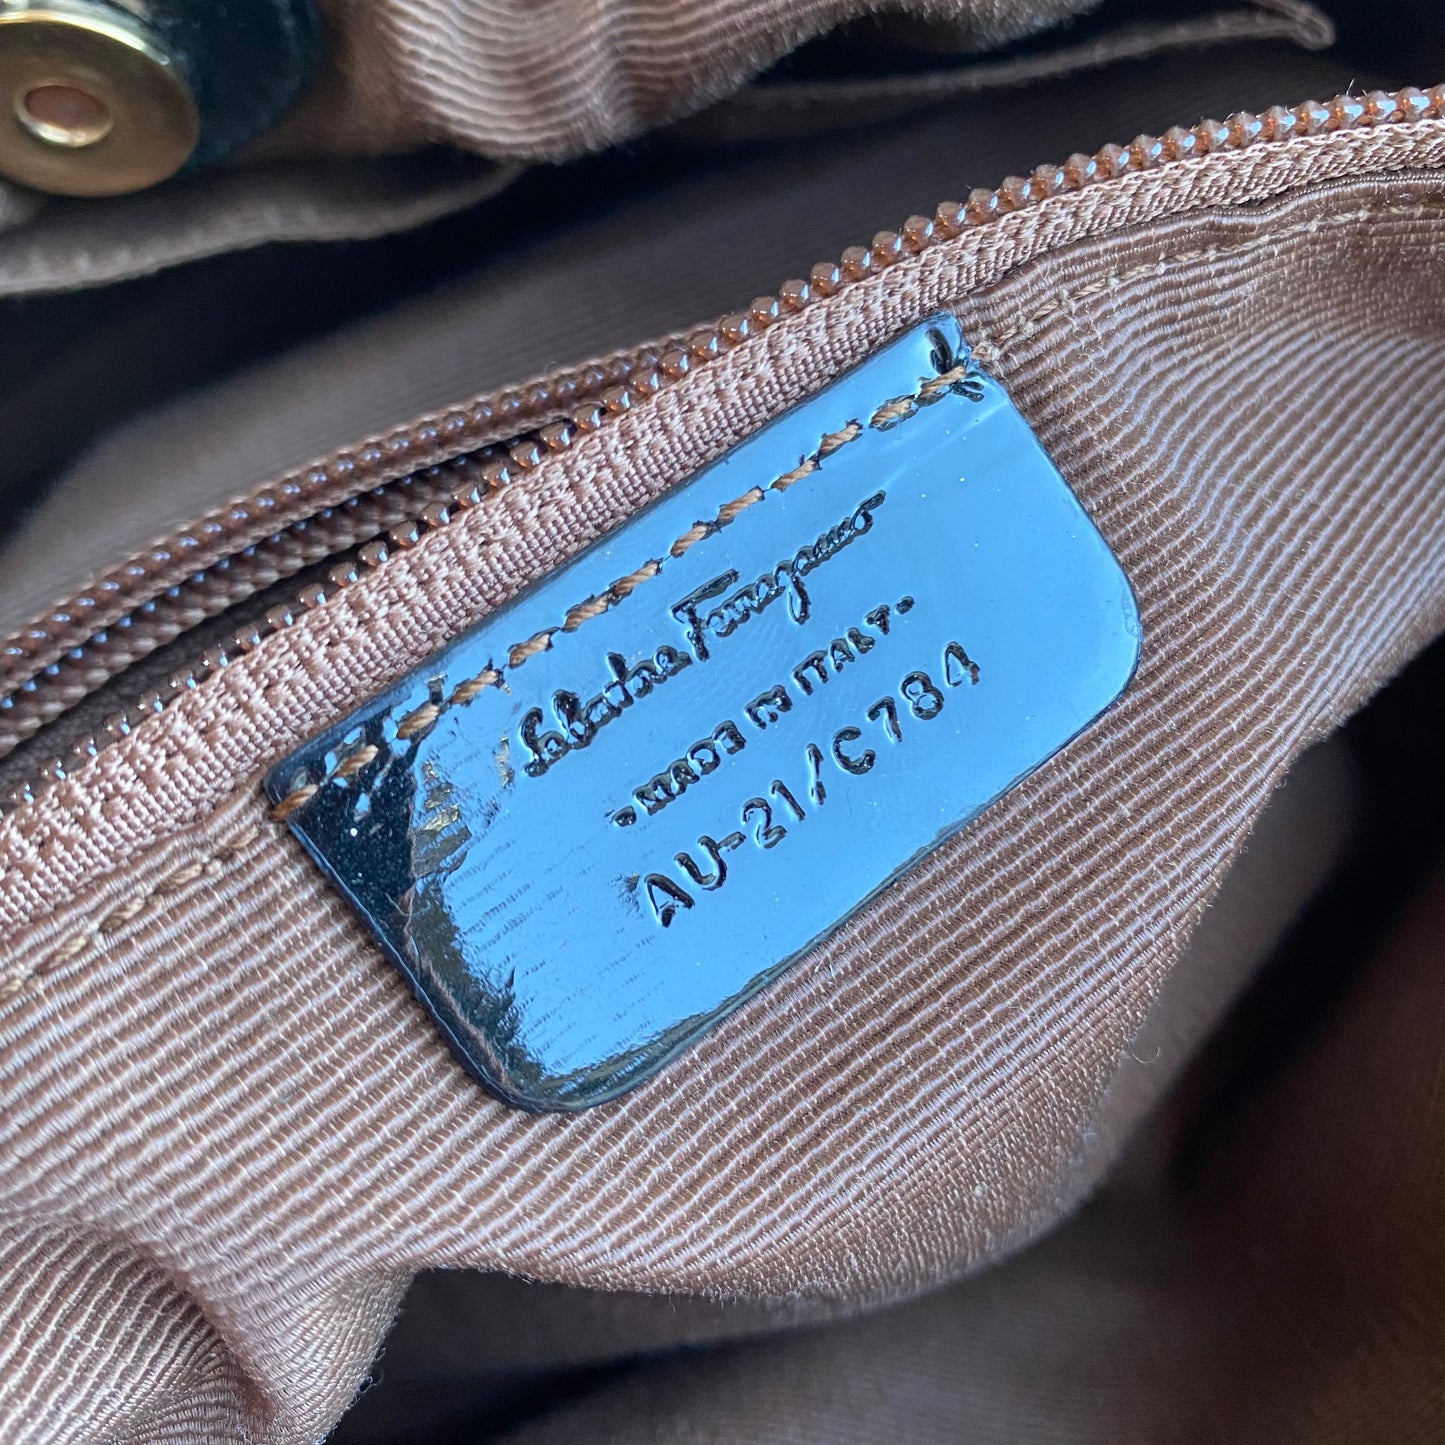 Salvatore Ferragamo
·MADE IN ITALY·
AU-21/C784